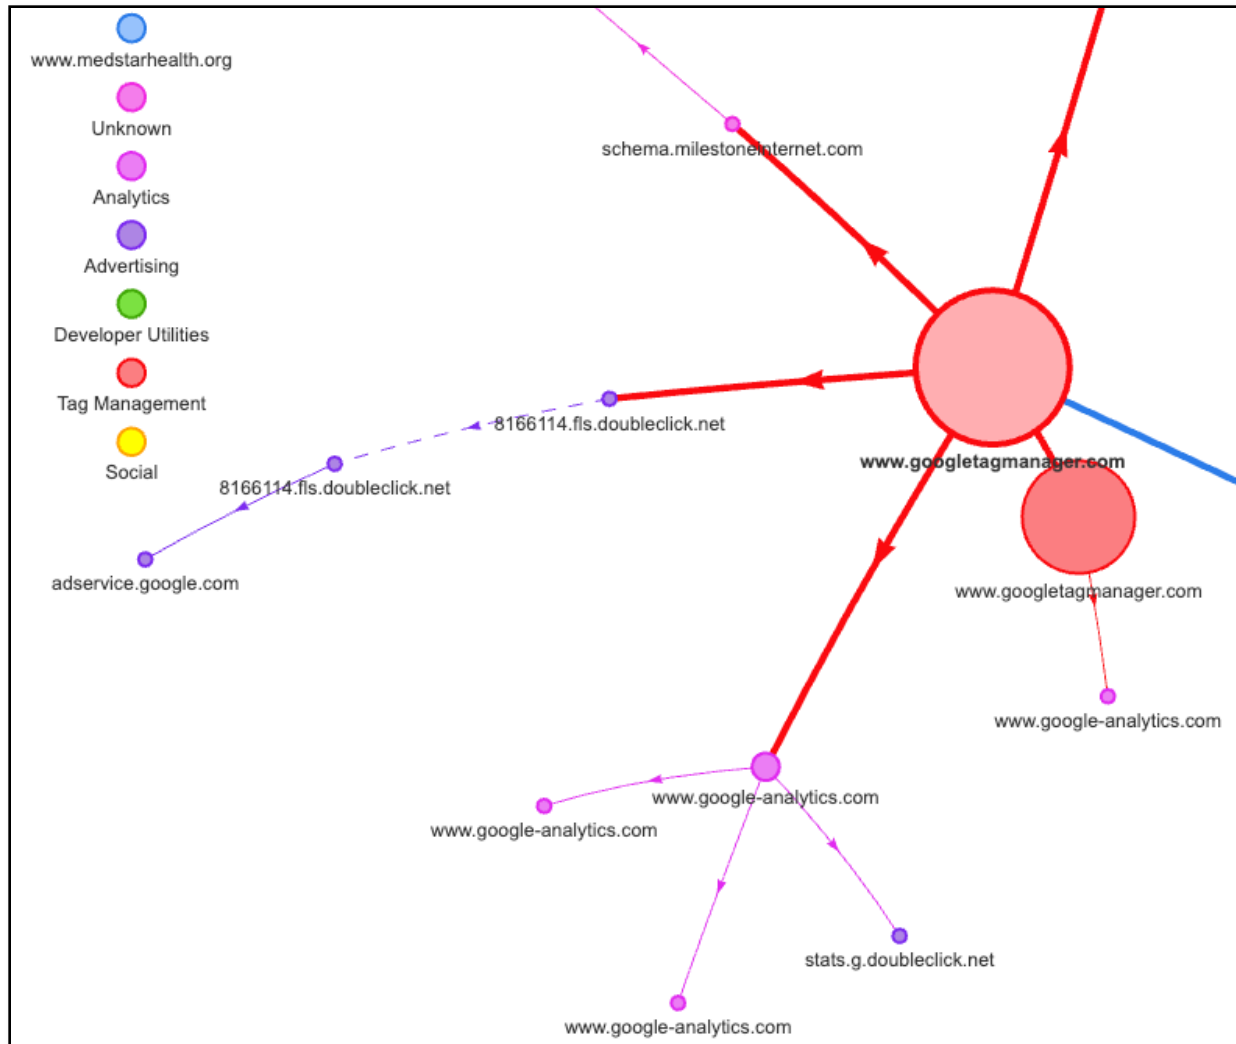 www.medstarhealth.org
Unknown
Analytics
Advertising
Developer Utilities
Tag Management
Social
schema.milestoneinternet.com
8166114.fls.doubleclick.net
www.googletagmanager.com
8166114.fls.doubleclick.net
adservice.google.com
www.googletagmanager.com
www.google-analytics.com
www.google-analytics.com
www.google-analytics.com
stats.g.doubleclick.net
www.google-analytics.com